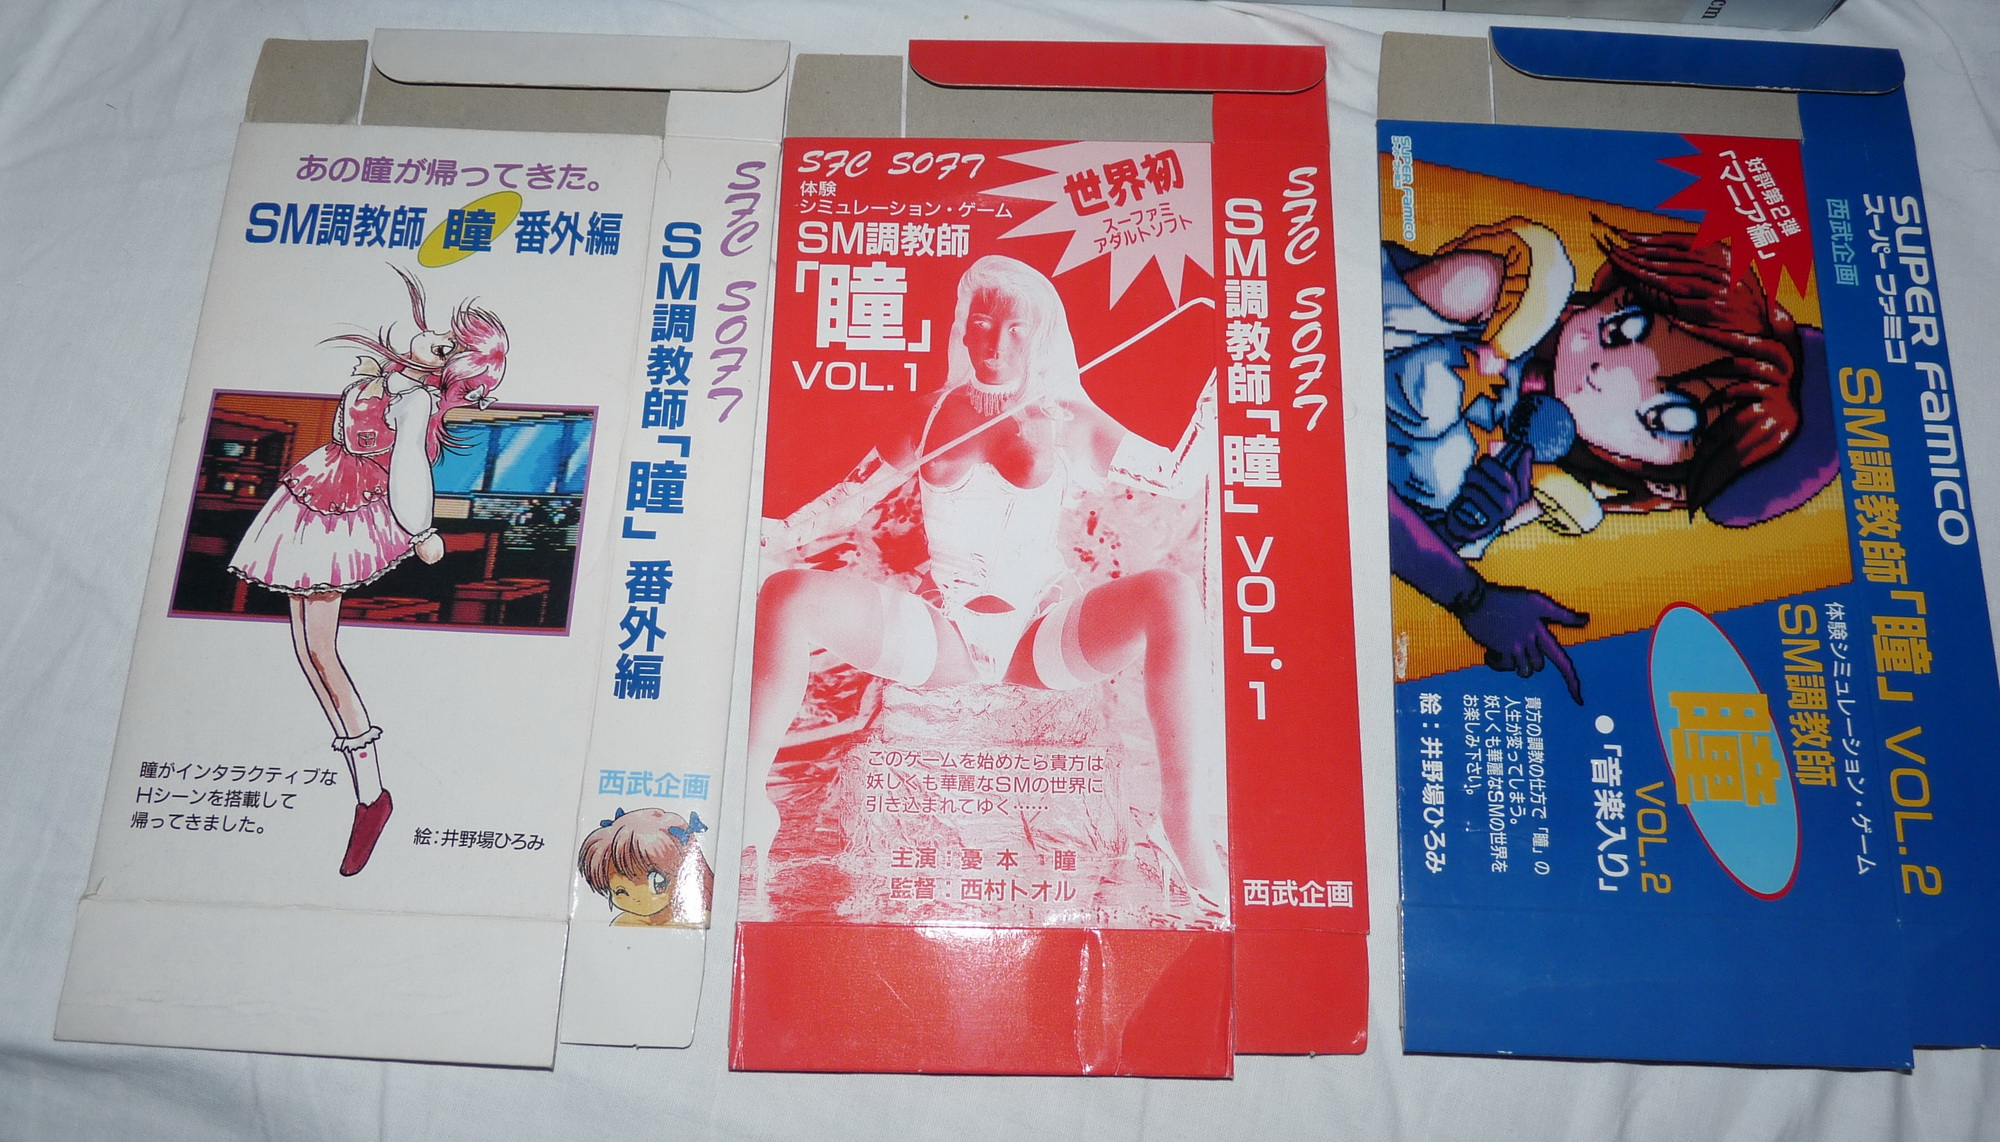 あの瞳が帰ってきた。
SM調教師 瞳 番外編
瞳がインタラクティブな
Hシーンを搭載して
帰ってきました。
絵:井野場ひろみ
SFC SOFT
SM調教師「瞳」番外編
西武企画
SFC SOFT
体験
シミュレーション・ゲーム
SM調教師
「瞳」
VOL.1
世界初
スーファミ
アダルトソフト
このゲームを始めたら貴方は
妖しくも華麗なSMの世界に
引き込まれてゆく……
主演:憂本 瞳
監督:西村トオル
SFC SOFT
SM調教師「瞳」VOL.1
西武企画
SUPER FamiCO
スーパーファミコ
好評第2弾
「マニア編」
体験シミュレーション・ゲーム
SM調教師
瞳
VOL.2
●「音楽入り」
貴方の調教の仕方で「瞳」の
人生が変ってしまう。
妖しくも華麗なSMの世界を
お楽しみ下さい。
絵:井野場ひろみ
SUPER FamiCO
スーパーファミコ
西武企画
SM調教師「瞳」VOL.2
cm